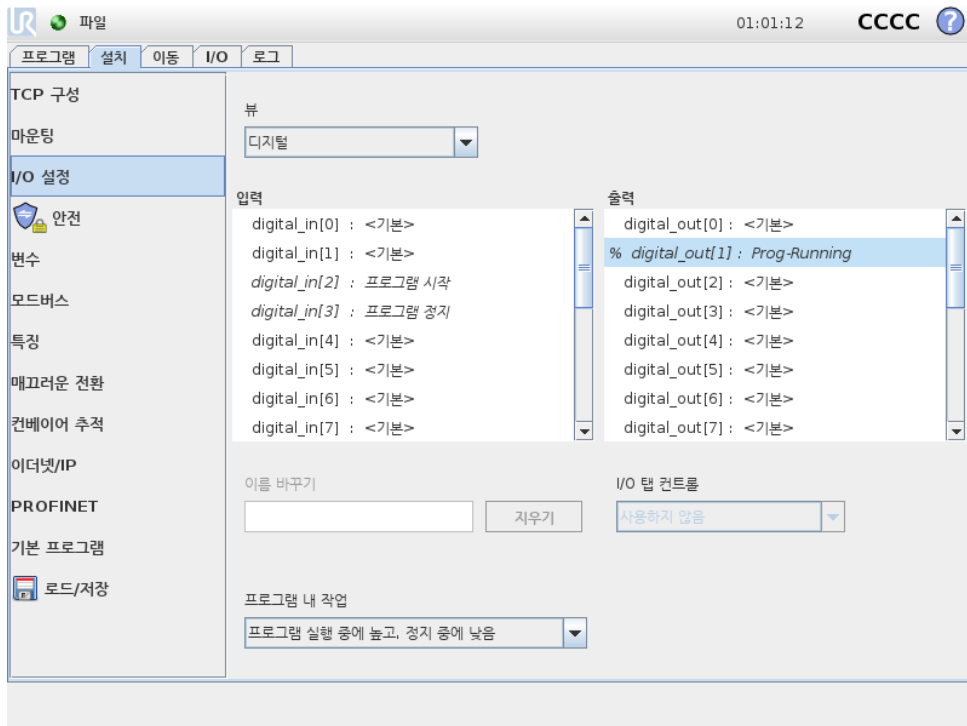 UR 파일 01:01:12 CCCC ?
프로그램 설치 이동 I/O 로그
TCP 구성
마운팅
I/O 설정
안전
변수
모드버스
특징
매끄러운 전환
컨베이어 추적
이더넷/IP
PROFINET
기본 프로그램
로드/저장
뷰
디지털
입력
digital_in[0] : <기본>
digital_in[1] : <기본>
digital_in[2] : 프로그램 시작
digital_in[3] : 프로그램 정지
digital_in[4] : <기본>
digital_in[5] : <기본>
digital_in[6] : <기본>
digital_in[7] : <기본>
출력
digital_out[0] : <기본>
% digital_out[1] : Prog-Running
digital_out[2] : <기본>
digital_out[3] : <기본>
digital_out[4] : <기본>
digital_out[5] : <기본>
digital_out[6] : <기본>
digital_out[7] : <기본>
이름 바꾸기
지우기
I/O 탭 컨트롤
사용하지 않음
프로그램 내 작업
프로그램 실행 중에 높고, 정지 중에 낮음